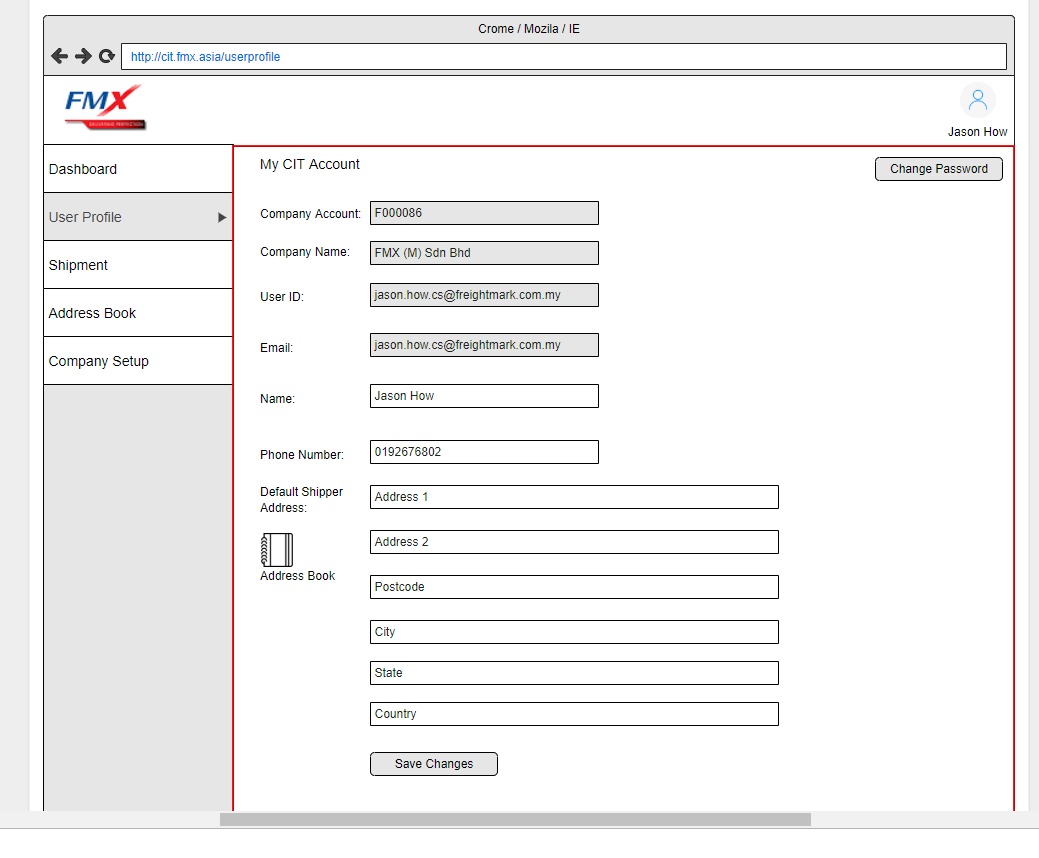 Crome / Mozila / IE
http://cit.fmx.asia/userprofile
FMX
Jason How
Dashboard
User Profile
Shipment
Address Book
Company Setup
My CIT Account
Change Password
Company Account: F000086
Company Name: FMX (M) Sdn Bhd
User ID: jason.how.cs@freightmark.com.my
Email: jason.how.cs@freightmark.com.my
Name: Jason How
Phone Number: 0192676802
Default Shipper
Address:
Address 1
Address 2
Address Book
Postcode
City
State
Country
Save Changes